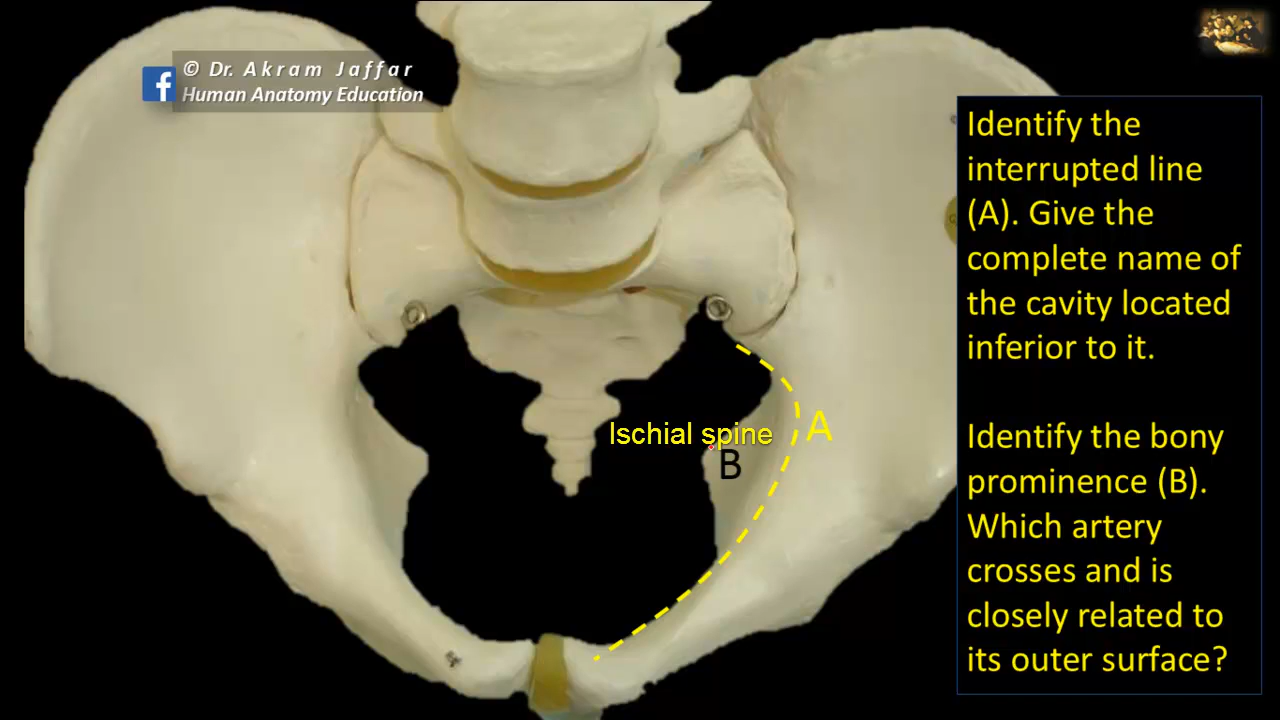 © Dr. Akram Jaffar
Human Anatomy Education
Identify the
interrupted line
(A). Give the
complete name of
the cavity located
inferior to it.
Identify the bony
prominence (B).
Which artery
crosses and is
closely related to
its outer surface?
A
Ischial spine
B